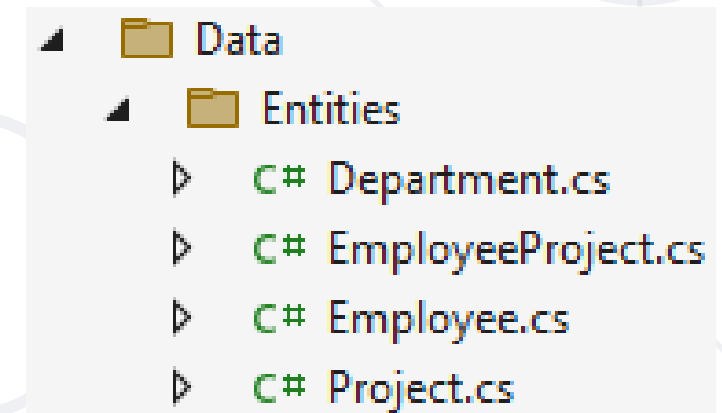 Data
Entities
C# Department.cs
C# EmployeeProject.cs
C# Employee.cs
C# Project.cs